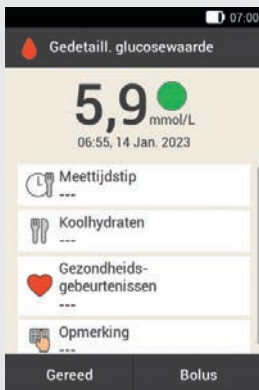 07:00
Gedetaill. glucosewaarde
5,9 mmol/L
06:55, 14 Jan. 2023
Meettijdstip
---
Koolhydraten
---
Gezondheids-
gebeurtenissen
---
Opmerking
---
Gereed Bolus